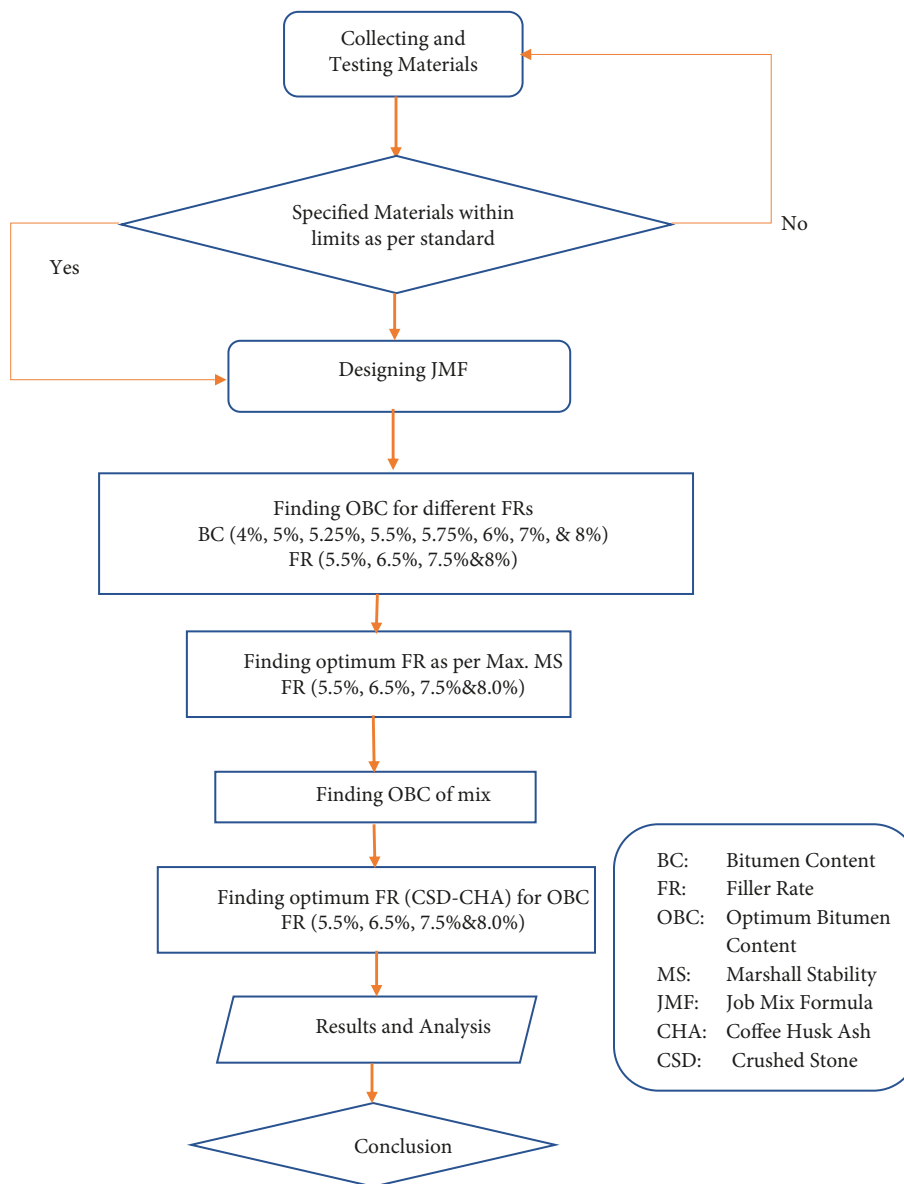 Collecting and
Testing Materials
Specified Materials within
limits as per standard
No
Yes
Designing JMF
Finding OBC for different FRs
BC (4%, 5%, 5.25%, 5.5%, 5.75%, 6%, 7%, & 8%)
FR (5.5%, 6.5%, 7.5%&8%)
Finding optimum FR as per Max. MS
FR (5.5%, 6.5%, 7.5%&8.0%)
Finding OBC of mix
Finding optimum FR (CSD-CHA) for OBC
FR (5.5%, 6.5%, 7.5%&8.0%)
Results and Analysis
Conclusion
BC: Bitumen Content
FR: Filler Rate
OBC: Optimum Bitumen
Content
MS: Marshall Stability
JMF: Job Mix Formula
CHA: Coffee Husk Ash
CSD: Crushed Stone